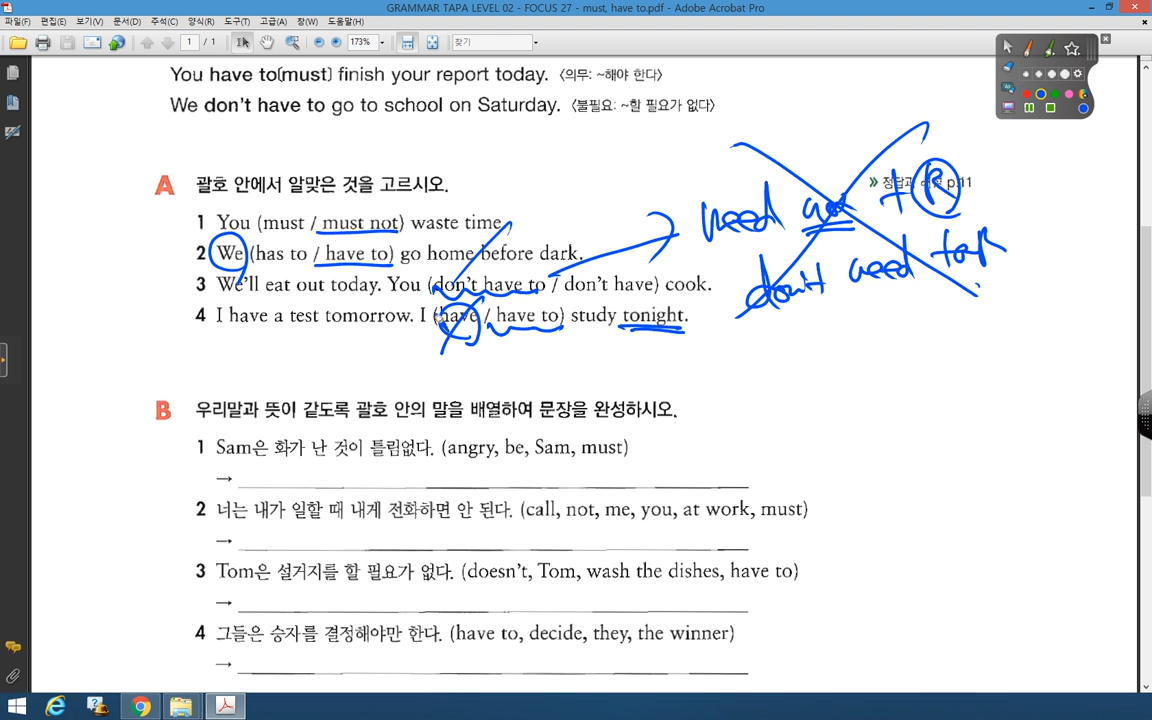 GRAMMAR TAPA LEVEL 02 - FOCUS 27 - must, have to.pdf - Adobe Acrobat Pro
파일(F) 편집(E) 보기(V) 문서(D) 주석(C) 양식(R) 도구(T) 고급(A) 창(W) 도움말(H)
1 / 1 173% 찾기
You have to[must] finish your report today. 〈의무: ~해야 한다〉
We don't have to go to school on Saturday. 〈불필요: ~할 필요가 없다〉
A 괄호 안에서 알맞은 것을 고르시오.
» 정답과 p.11
1 You (must / must not) waste time.
need not + R
2 We (has to / have to) go home before dark.
don't need to R
3 We'll eat out today. You (don't have to / don't have) cook.
4 I have a test tomorrow. I (have / have to) study tonight.
B 우리말과 뜻이 같도록 괄호 안의 말을 배열하여 문장을 완성하시오.
1 Sam은 화가 난 것이 틀림없다. (angry, be, Sam, must)
→
2 너는 내가 일할 때 내게 전화하면 안 된다. (call, not, me, you, at work, must)
→
3 Tom은 설거지를 할 필요가 없다. (doesn't, Tom, wash the dishes, have to)
→
4 그들은 승자를 결정해야만 한다. (have to, decide, they, the winner)
→